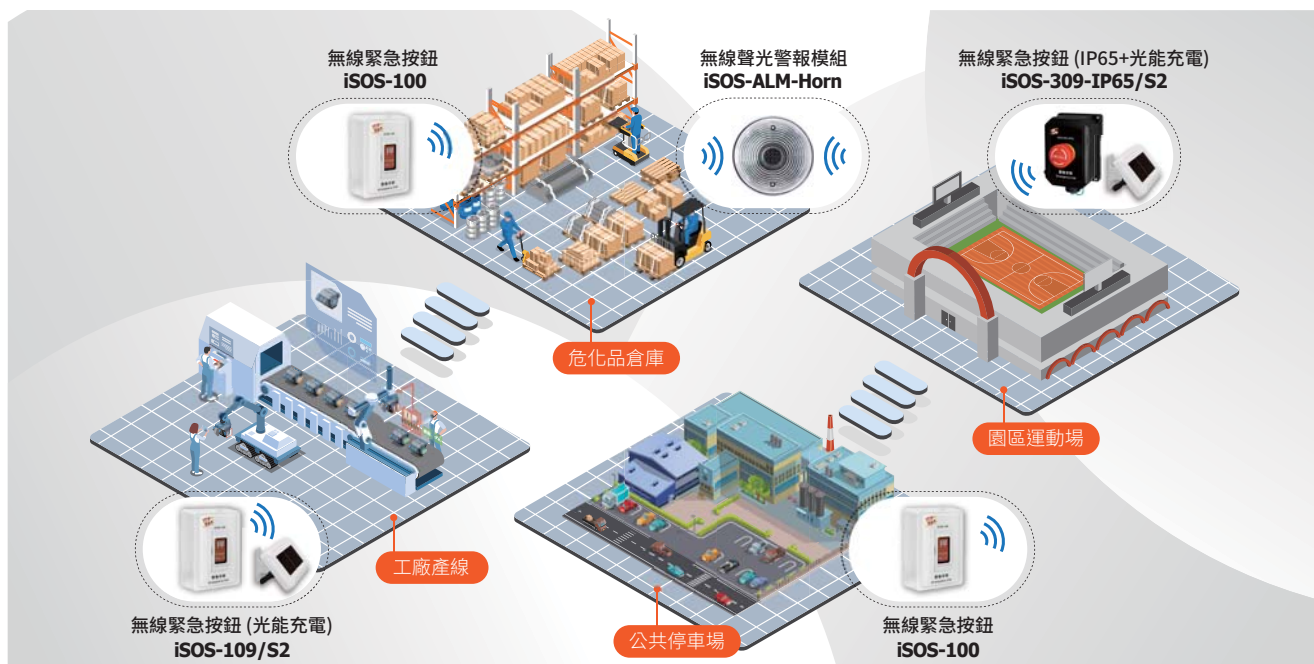 無線緊急按鈕
iSOS-100
無線聲光警報模組
iSOS-ALM-Horn
無線緊急按鈕 (IP65+光能充電)
iSOS-309-IP65/S2
危化品倉庫
園區運動場
工廠產線
無線緊急按鈕 (光能充電)
iSOS-109/S2
公共停車場
無線緊急按鈕
iSOS-100